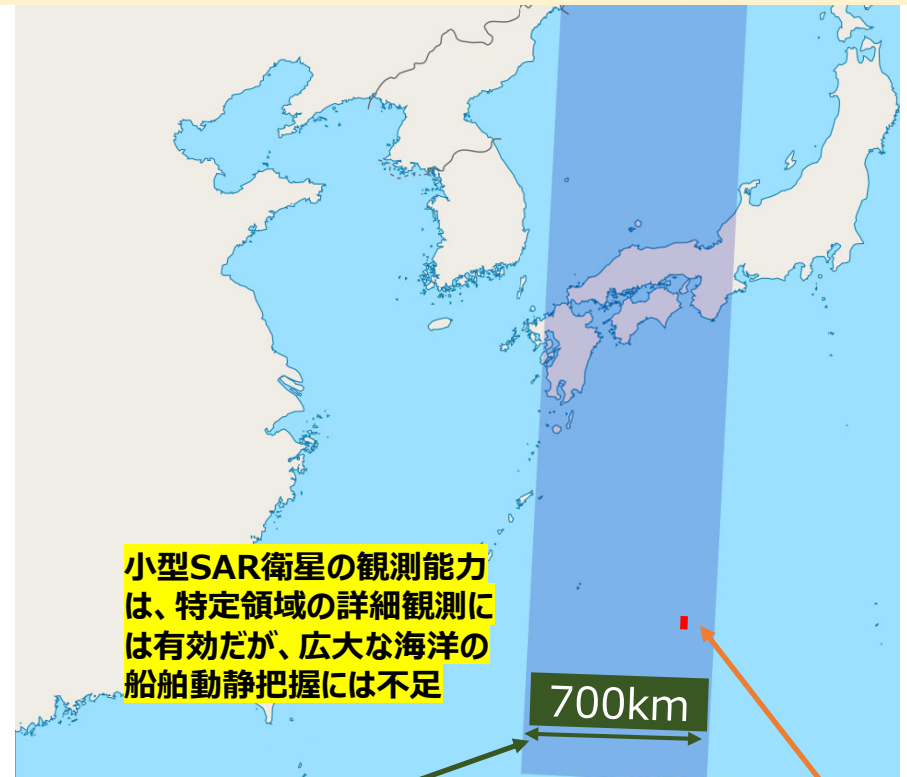 小型SAR衛星の観測能力
は、特定領域の詳細観測に
は有効だが、広大な海洋の
船舶動静把握には不足
700km